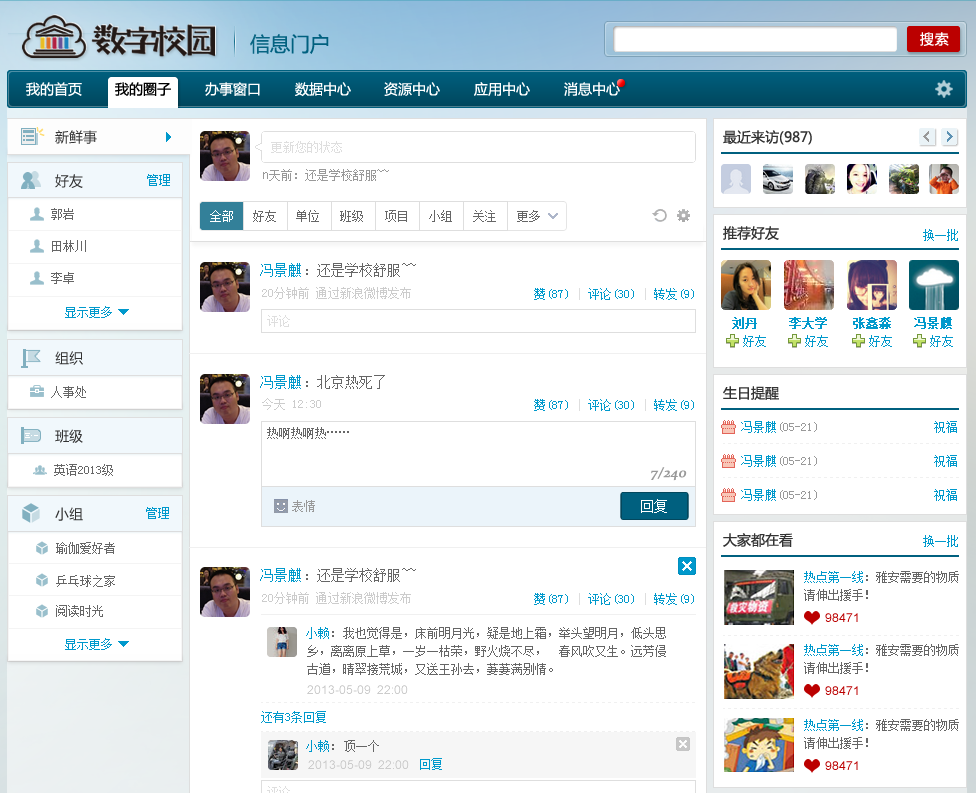 数字校园
信息门户
搜索
我的首页
我的圈子
办事窗口
数据中心
资源中心
应用中心
消息中心
新鲜事
好友
管理
郭岩
田林川
李卓
显示更多
组织
人事处
班级
英语2013级
小组
管理
瑜伽爱好者
乒乓球之家
阅读时光
显示更多
更新您的状态
n天前：还是学校舒服~~
全部
好友
单位
班级
项目
小组
关注
更多
冯景麒：还是学校舒服~~
20分钟前 通过新浪微博发布
赞(87)
评论(30)
转发(9)
评论
冯景麒：北京热死了
今天 12:30
赞(87)
评论(30)
转发(9)
热啊热啊热……
7/240
表情
回复
冯景麒：还是学校舒服~~
20分钟前 通过新浪微博发布
赞(87)
评论(30)
转发(9)
小赖：我也觉得是，床前明月光，疑是地上霜，举头望明月，低头思
乡，离离原上草，一岁一枯荣，野火烧不尽， 春风吹又生。远芳侵
古道，晴翠接荒城，又送王孙去，萋萋满别情。
2013-05-09 22:00
还有3条回复
小赖：顶一个
2013-05-09 22:00 回复
评论
最近来访(987)
推荐好友
换一批
刘丹
李大学
张鑫淼
冯景麒
好友
好友
好友
好友
生日提醒
冯景麒(05-21)
祝福
冯景麒(05-21)
祝福
冯景麒(05-21)
祝福
大家都在看
换一批
救灾物资
热点第一线：雅安需要的物质
请伸出援手！
98471
热点第一线：雅安需要的物质
请伸出援手！
98471
热点第一线：雅安需要的物质
请伸出援手！
98471